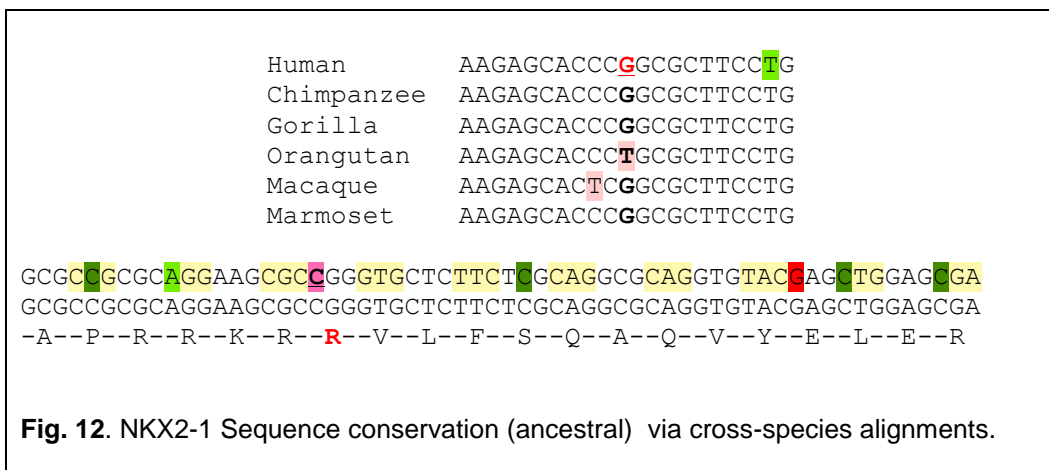 Human AAGAGCACCCGGCGCTTCCTG
Chimpanzee AAGAGCACCCGGCGCTTCCTG
Gorilla AAGAGCACCCGGCGCTTCCTG
Orangutan AAGAGCACCCTGCGCTTCCTG
Macaque AAGAGCACTCGGCGCTTCCTG
Marmoset AAGAGCACCCGGCGCTTCCTG
GCGCCGCGCAGGAAGCGCCGGGTGCTCTTCTCGCAGGCGCAGGTGTACGAGCTGGAGCGA
GCGCCGCGCAGGAAGCGCCGGGTGCTCTTCTCGCAGGCGCAGGTGTACGAGCTGGAGCGA
-A--P--R--R--K--R--R--V--L--F--S--Q--A--Q--V--Y--E--L--E--R
Fig. 12. NKX2-1 Sequence conservation (ancestral) via cross-species alignments.